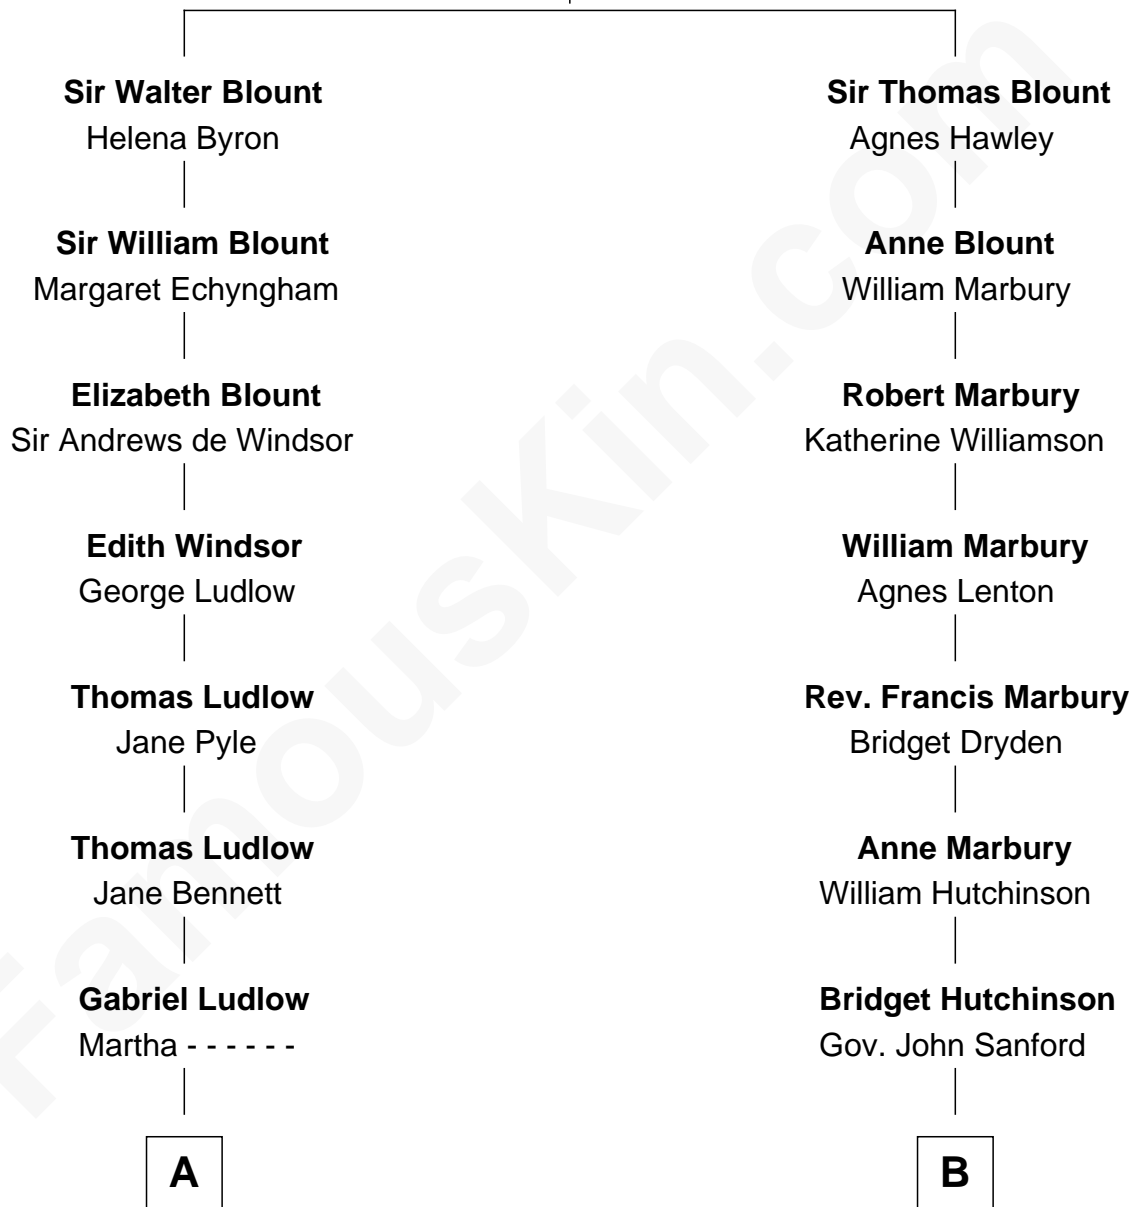 Sir Walter Blount
Helena Byron
Sir William Blount
Margaret Echyngham
Elizabeth Blount
Sir Andrews de Windsor
Edith Windsor
George Ludlow
Thomas Ludlow
Jane Pyle
Thomas Ludlow
Jane Bennett
Gabriel Ludlow
Martha - - - - - -
A
Sir Thomas Blount
Agnes Hawley
Anne Blount
William Marbury
Robert Marbury
Katherine Williamson
William Marbury
Agnes Lenton
Rev. Francis Marbury
Bridget Dryden
Anne Marbury
William Hutchinson
Bridget Hutchinson
Gov. John Sanford
B
FamousKin.com